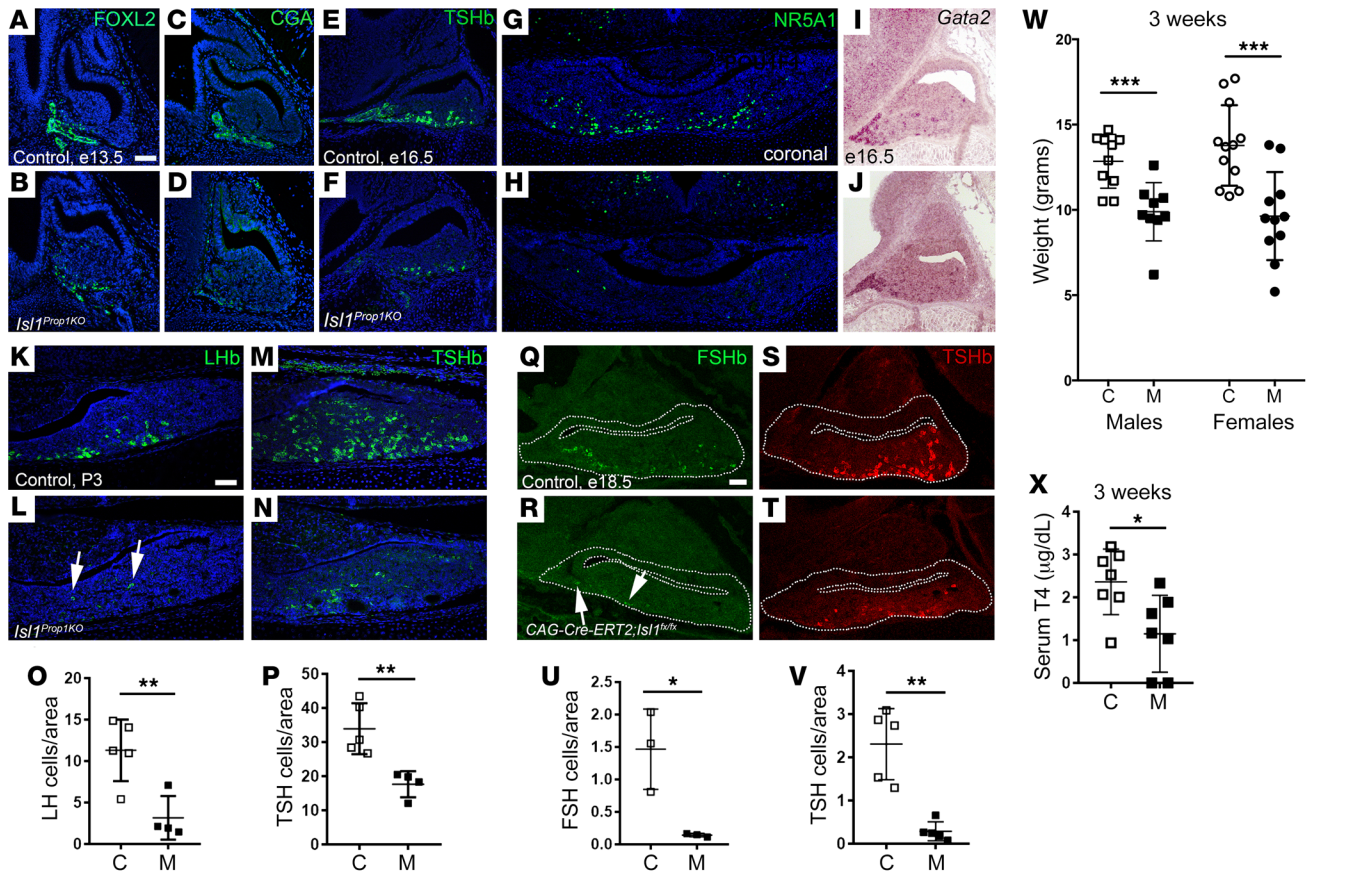 A FOXL2
C CGA
E TSHb
G NR5A1
I Gata2
Control, e13.5
Control, e16.5
coronal
e16.5
B
D
F
H
J
Isl1Prop1KO
Isl1Prop1KO
K LHb
M TSHb
Q FSHb
S TSHb
Control, P3
Control, e18.5
L
N
R
T
Isl1Prop1KO
CAG-Cre-ERT2;Isl1fx/fx
O
LH cells/area
20
15
10
5
0
**
C M
P
TSH cells/area
50
40
30
20
10
0
**
C M
U
FSH cells/area
2.5
2.0
1.5
1.0
0.5
0.0
*
C M
V
TSH cells/area
4
3
2
1
0
**
C M
W
3 weeks
Weight (grams)
20
15
10
5
0
***
***
C M C M
Males Females
X
3 weeks
Serum T4 (μg/dL)
4
3
2
1
0
*
C M